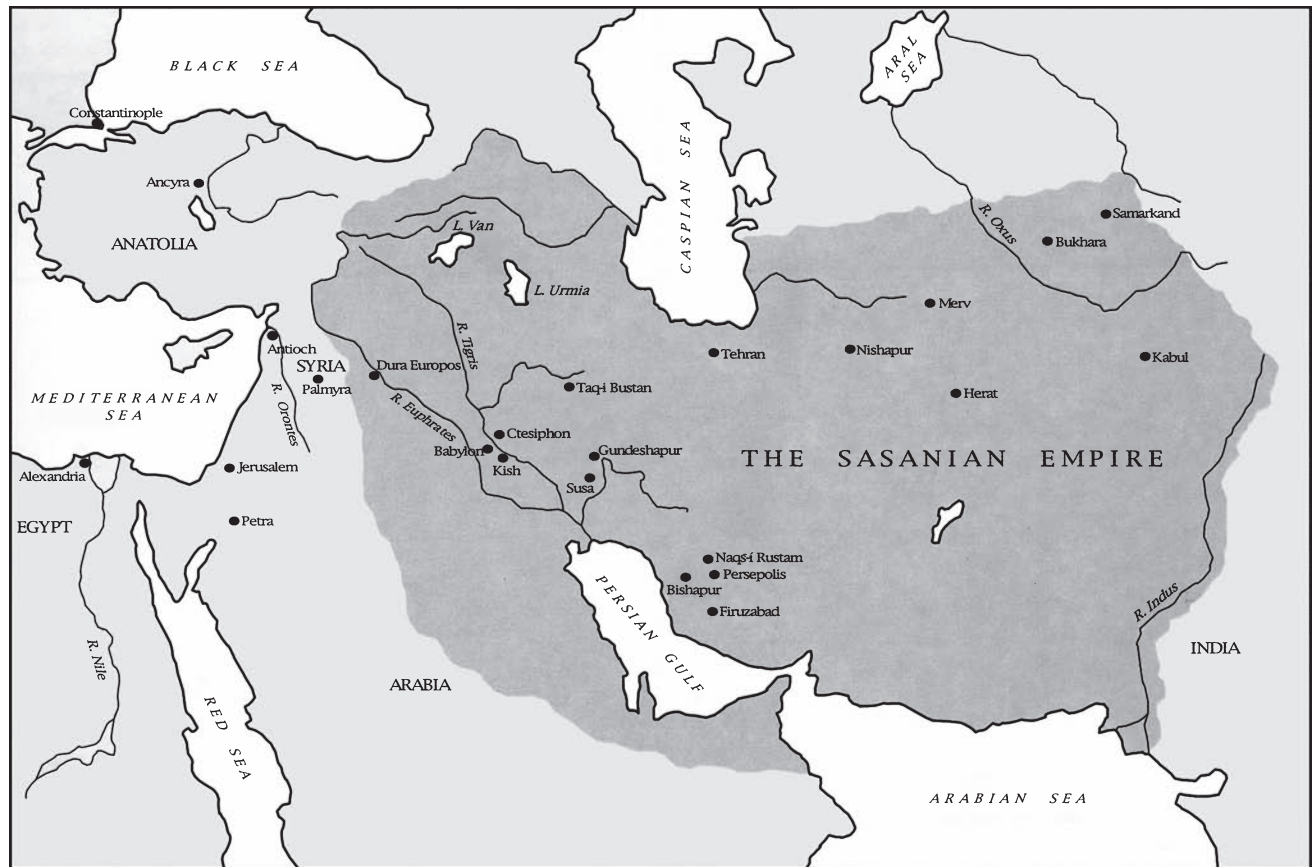 BLACK SEA
ARAL
SEA
Constantinople
CASPIAN SEA
Ancyra
Samarkand
R. Oxus
L. Van
Bukhara
ANATOLIA
L. Urmia
Merv
R. Tigris
Antioch
Tehran
Nishapur
Kabul
SYRIA
Dura Europos
Palmyra
Taq-i Bustan
Herat
MEDITERRANEAN
SEA
R. Orontes
R. Euphrates
Ctesiphon
Babylon
Gundeshapur
THE SASANIAN EMPIRE
Kish
Jerusalem
Alexandria
Susa
EGYPT
Petra
Naqs-í Rustam
Persepolis
Bishapur
PERSIAN GULF
Firuzabad
R. Indus
R. Nile
INDIA
ARABIA
RED SEA
ARABIAN SEA